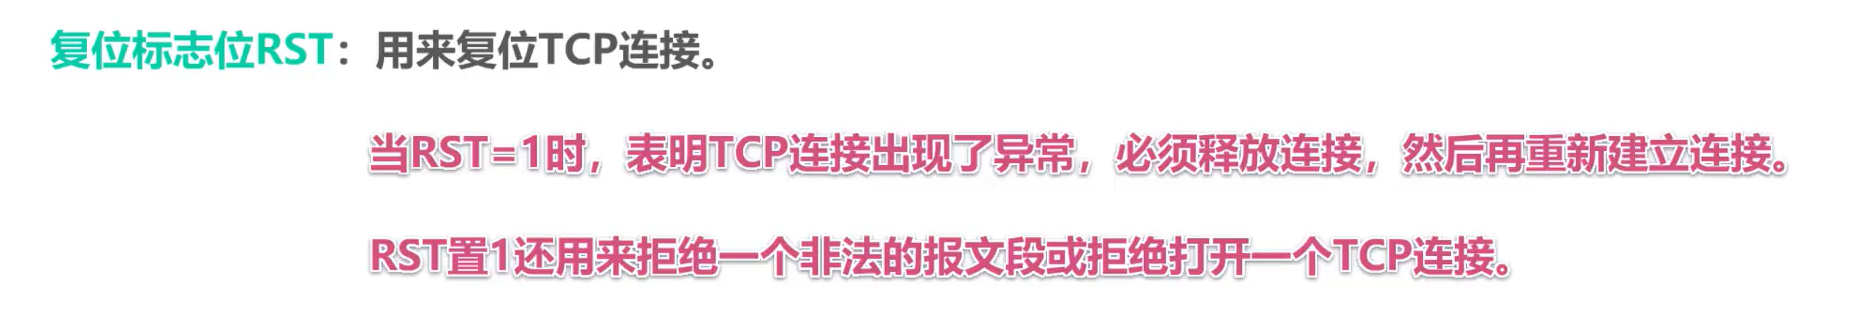 复位标志位RST：用来复位TCP连接。
当RST=1时，表明TCP连接出现了异常，必须释放连接，然后再重新建立连接。
RST置1还用来拒绝一个非法的报文段或拒绝打开一个TCP连接。